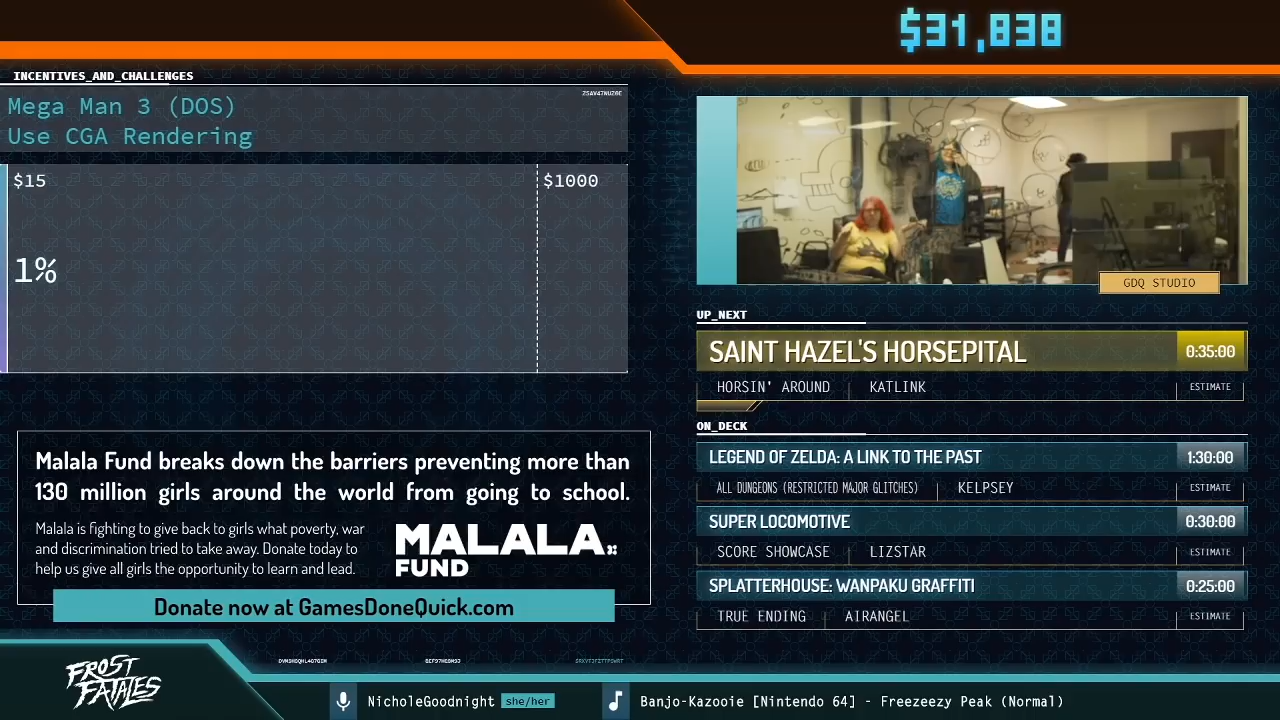 $31,838
INCENTIVES_AND_CHALLENGES
Mega Man 3 (DOS)
Use CGA Rendering
$15
$1000
1%
GDQ STUDIO
UP_NEXT
SAINT HAZEL'S HORSEPITAL
0:35:00
HORSIN' AROUND
KATLINK
ESTIMATE
ON_DECK
LEGEND OF ZELDA: A LINK TO THE PAST
1:30:00
ALL DUNGEONS (RESTRICTED MAJOR GLITCHES)
KELPSEY
ESTIMATE
SUPER LOCOMOTIVE
0:30:00
SCORE SHOWCASE
LIZSTAR
ESTIMATE
SPLATTERHOUSE: WANPAKU GRAFFITI
0:25:00
TRUE ENDING
AIRANGEL
ESTIMATE
Malala Fund breaks down the barriers preventing more than
130 million girls around the world from going to school.
Malala is fighting to give back to girls what poverty, war
and discrimination tried to take away. Donate today to
help us give all girls the opportunity to learn and lead.
MALALA
FUND
Donate now at GamesDoneQuick.com
FROST
FATALES
NicholeGoodnight she/her
Banjo-Kazooie [Nintendo 64] - Freezeezy Peak (Normal)